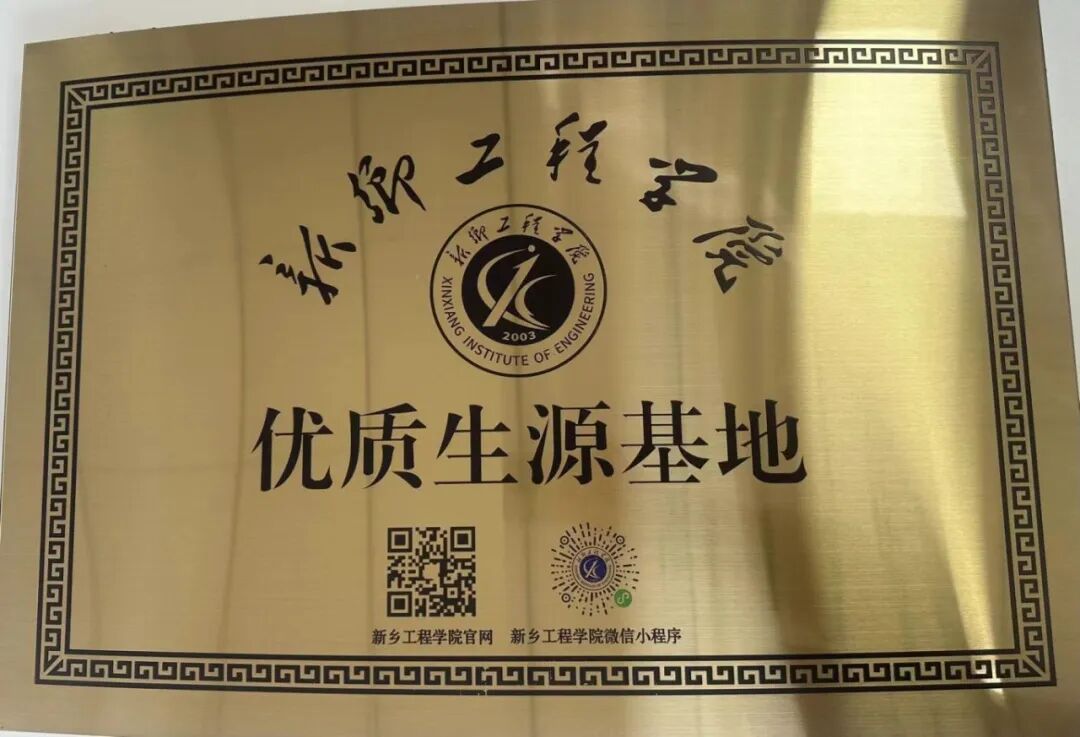 新鄉工程学院
新鄉工程学院
XINXIANG INSTITUTE OF ENGINEERING
2003
优质生源基地
新乡工程学院官网 新乡工程学院微信小程序